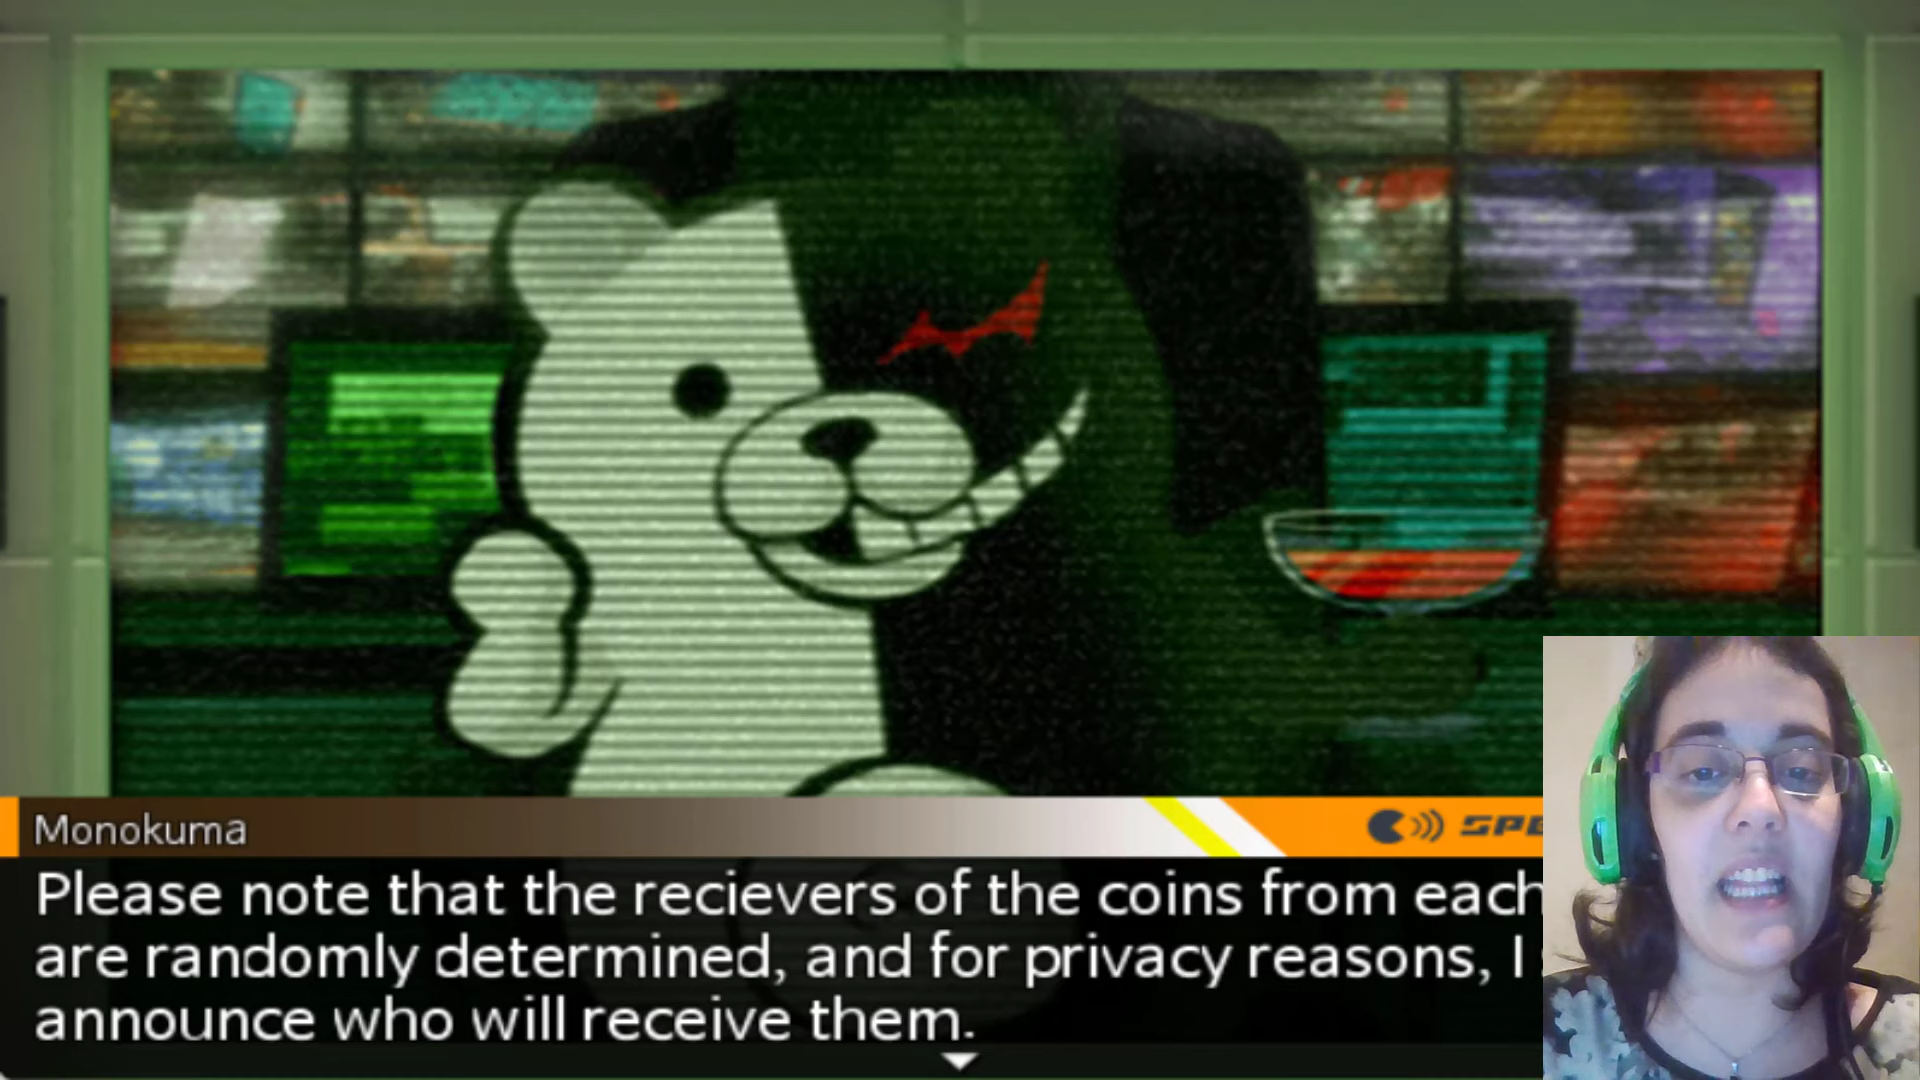 Monokuma
SPE
Please note that the recievers of the coins from each
are randomly determined, and for privacy reasons, I
announce who will receive them.